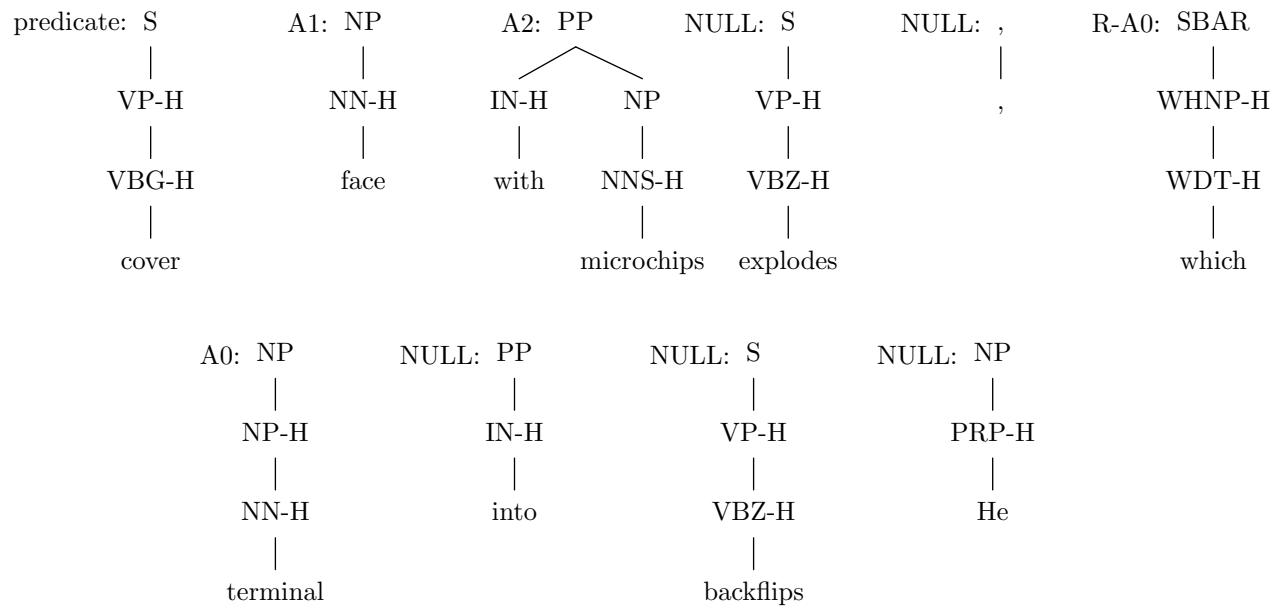 predicate: S A1: NP A2: PP NULL: S NULL: , R-A0: SBAR
VP-H NN-H IN-H NP VP-H , WHNP-H
VBG-H face with NNS-H VBZ-H WDT-H
cover microchips explodes which
A0: NP NULL: PP NULL: S NULL: NP
NP-H IN-H VP-H PRP-H
NN-H into VBZ-H He
terminal backflips